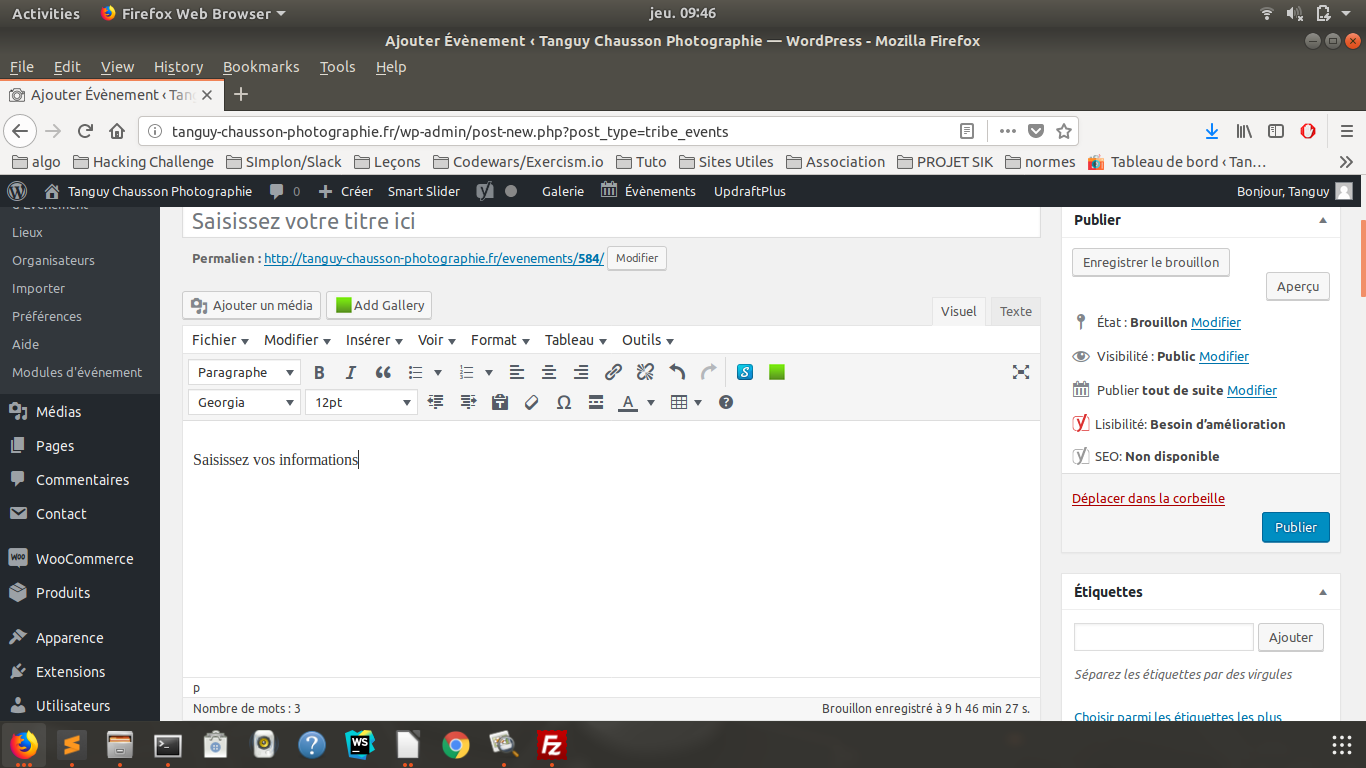 Activities Firefox Web Browser jeu. 09:46
Ajouter Évènement ‹ Tanguy Chausson Photographie — WordPress - Mozilla Firefox
File Edit View History Bookmarks Tools Help
Ajouter Évènement ‹ Tan
tanguy-chausson-photographie.fr/wp-admin/post-new.php?post_type=tribe_events
algo Hacking Challenge SImplon/Slack Leçons Codewars/Exercism.io Tuto Sites Utiles Association PROJET SIK normes Tableau de bord ‹ Tan…
Tanguy Chausson Photographie 0 Créer Smart Slider Galerie Évènements UpdraftPlus Bonjour, Tanguy
Lieux
Organisateurs
Importer
Préférences
Aide
Modules d'événement
Médias
Pages
Commentaires
Contact
WooCommerce
Produits
Apparence
Extensions
Utilisateurs
Saisissez votre titre ici
Permalien : http://tanguy-chausson-photographie.fr/evenements/584/ Modifier
Ajouter un média Add Gallery Visuel Texte
Fichier Modifier Insérer Voir Format Tableau Outils
Paragraphe B I S
Georgia 12pt A
Saisissez vos informations
p
Nombre de mots : 3 Brouillon enregistré à 9 h 46 min 27 s.
Publier
Enregistrer le brouillon
Aperçu
État : Brouillon Modifier
Visibilité : Public Modifier
Publier tout de suite Modifier
Lisibilité: Besoin d'amélioration
SEO: Non disponible
Déplacer dans la corbeille
Publier
Étiquettes
Ajouter
Séparez les étiquettes par des virgules
Choisir parmi les étiquettes les plus
WS
Fz